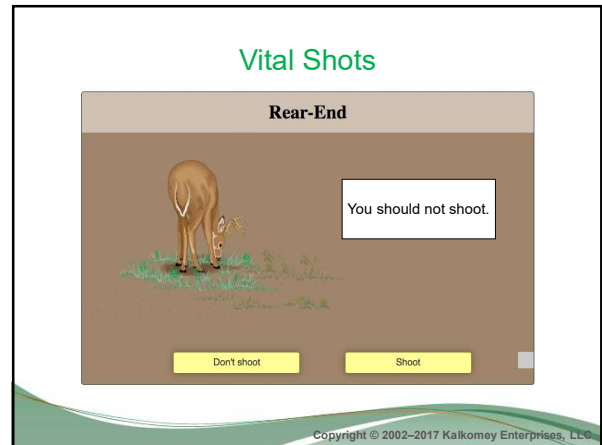 Vital Shots
Rear-End
You should not shoot.
Don't shoot
Shoot
Copyright © 2002–2017 Kalkomey Enterprises, LLC.